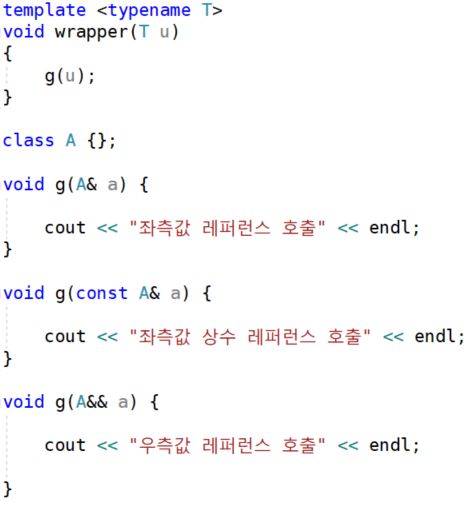 template <typename T>
void wrapper(T u)
{
    g(u);
}
class A {};
void g(A& a) {
    cout << "좌측값 레퍼런스 호출" << endl;
}
void g(const A& a) {
    cout << "좌측값 상수 레퍼런스 호출" << endl;
}
void g(A&& a) {
    cout << "우측값 레퍼런스 호출" << endl;
}